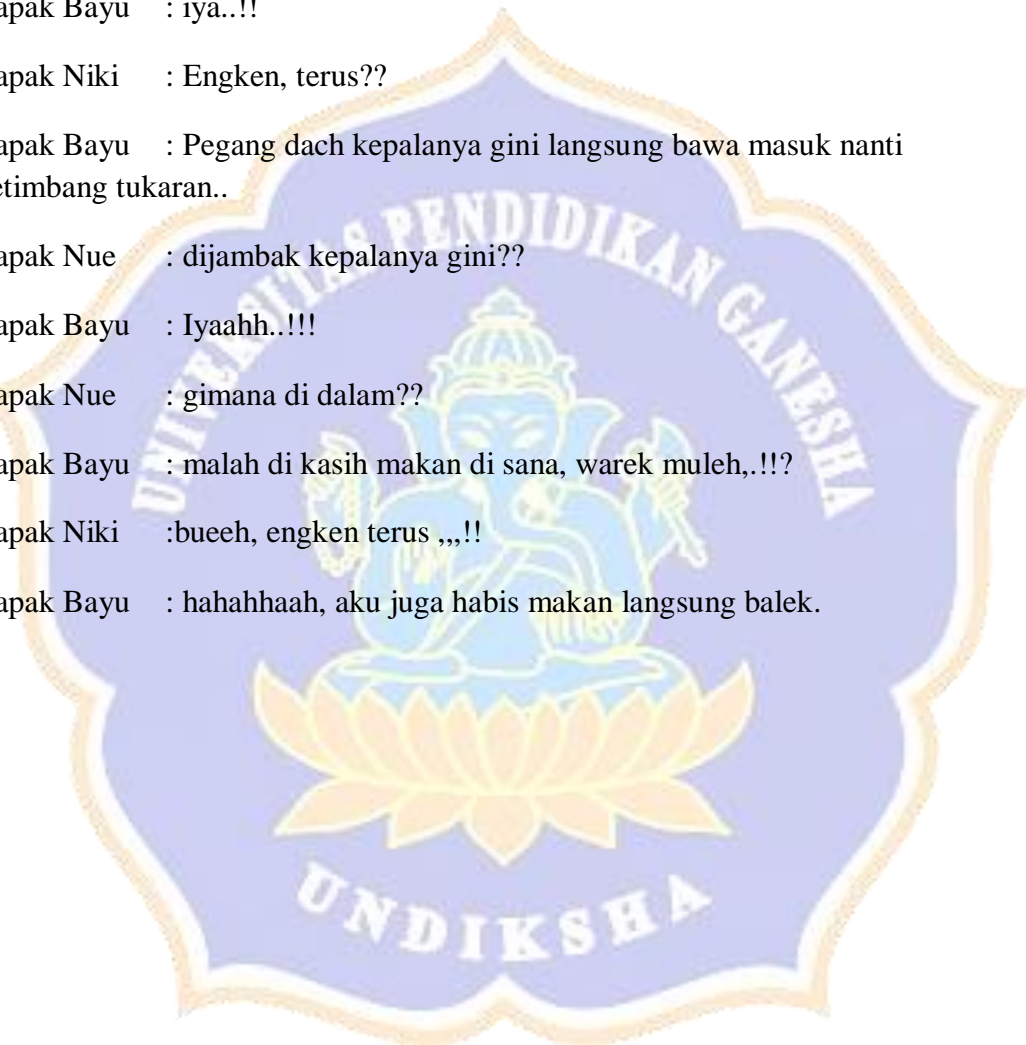 apak Bayu : iya..!!
apak Niki : Engken, terus??
apak Bayu : Pegang dach kepalanya gini langsung bawa masuk nanti
etimbang tukaran..
apak Nue : dijambak kepalanya gini??
apak Bayu : Iyaahh..!!!
apak Nue : gimana di dalam??
apak Bayu : malah di kasih makan di sana, warek muleh,.!!?
apak Niki :bueeh, engken terus ,,,!!
apak Bayu : hahahhaah, aku juga habis makan langsung balek.
UNIVERSITAS PENDIDIKAN GANESHA
UNDIKSHA